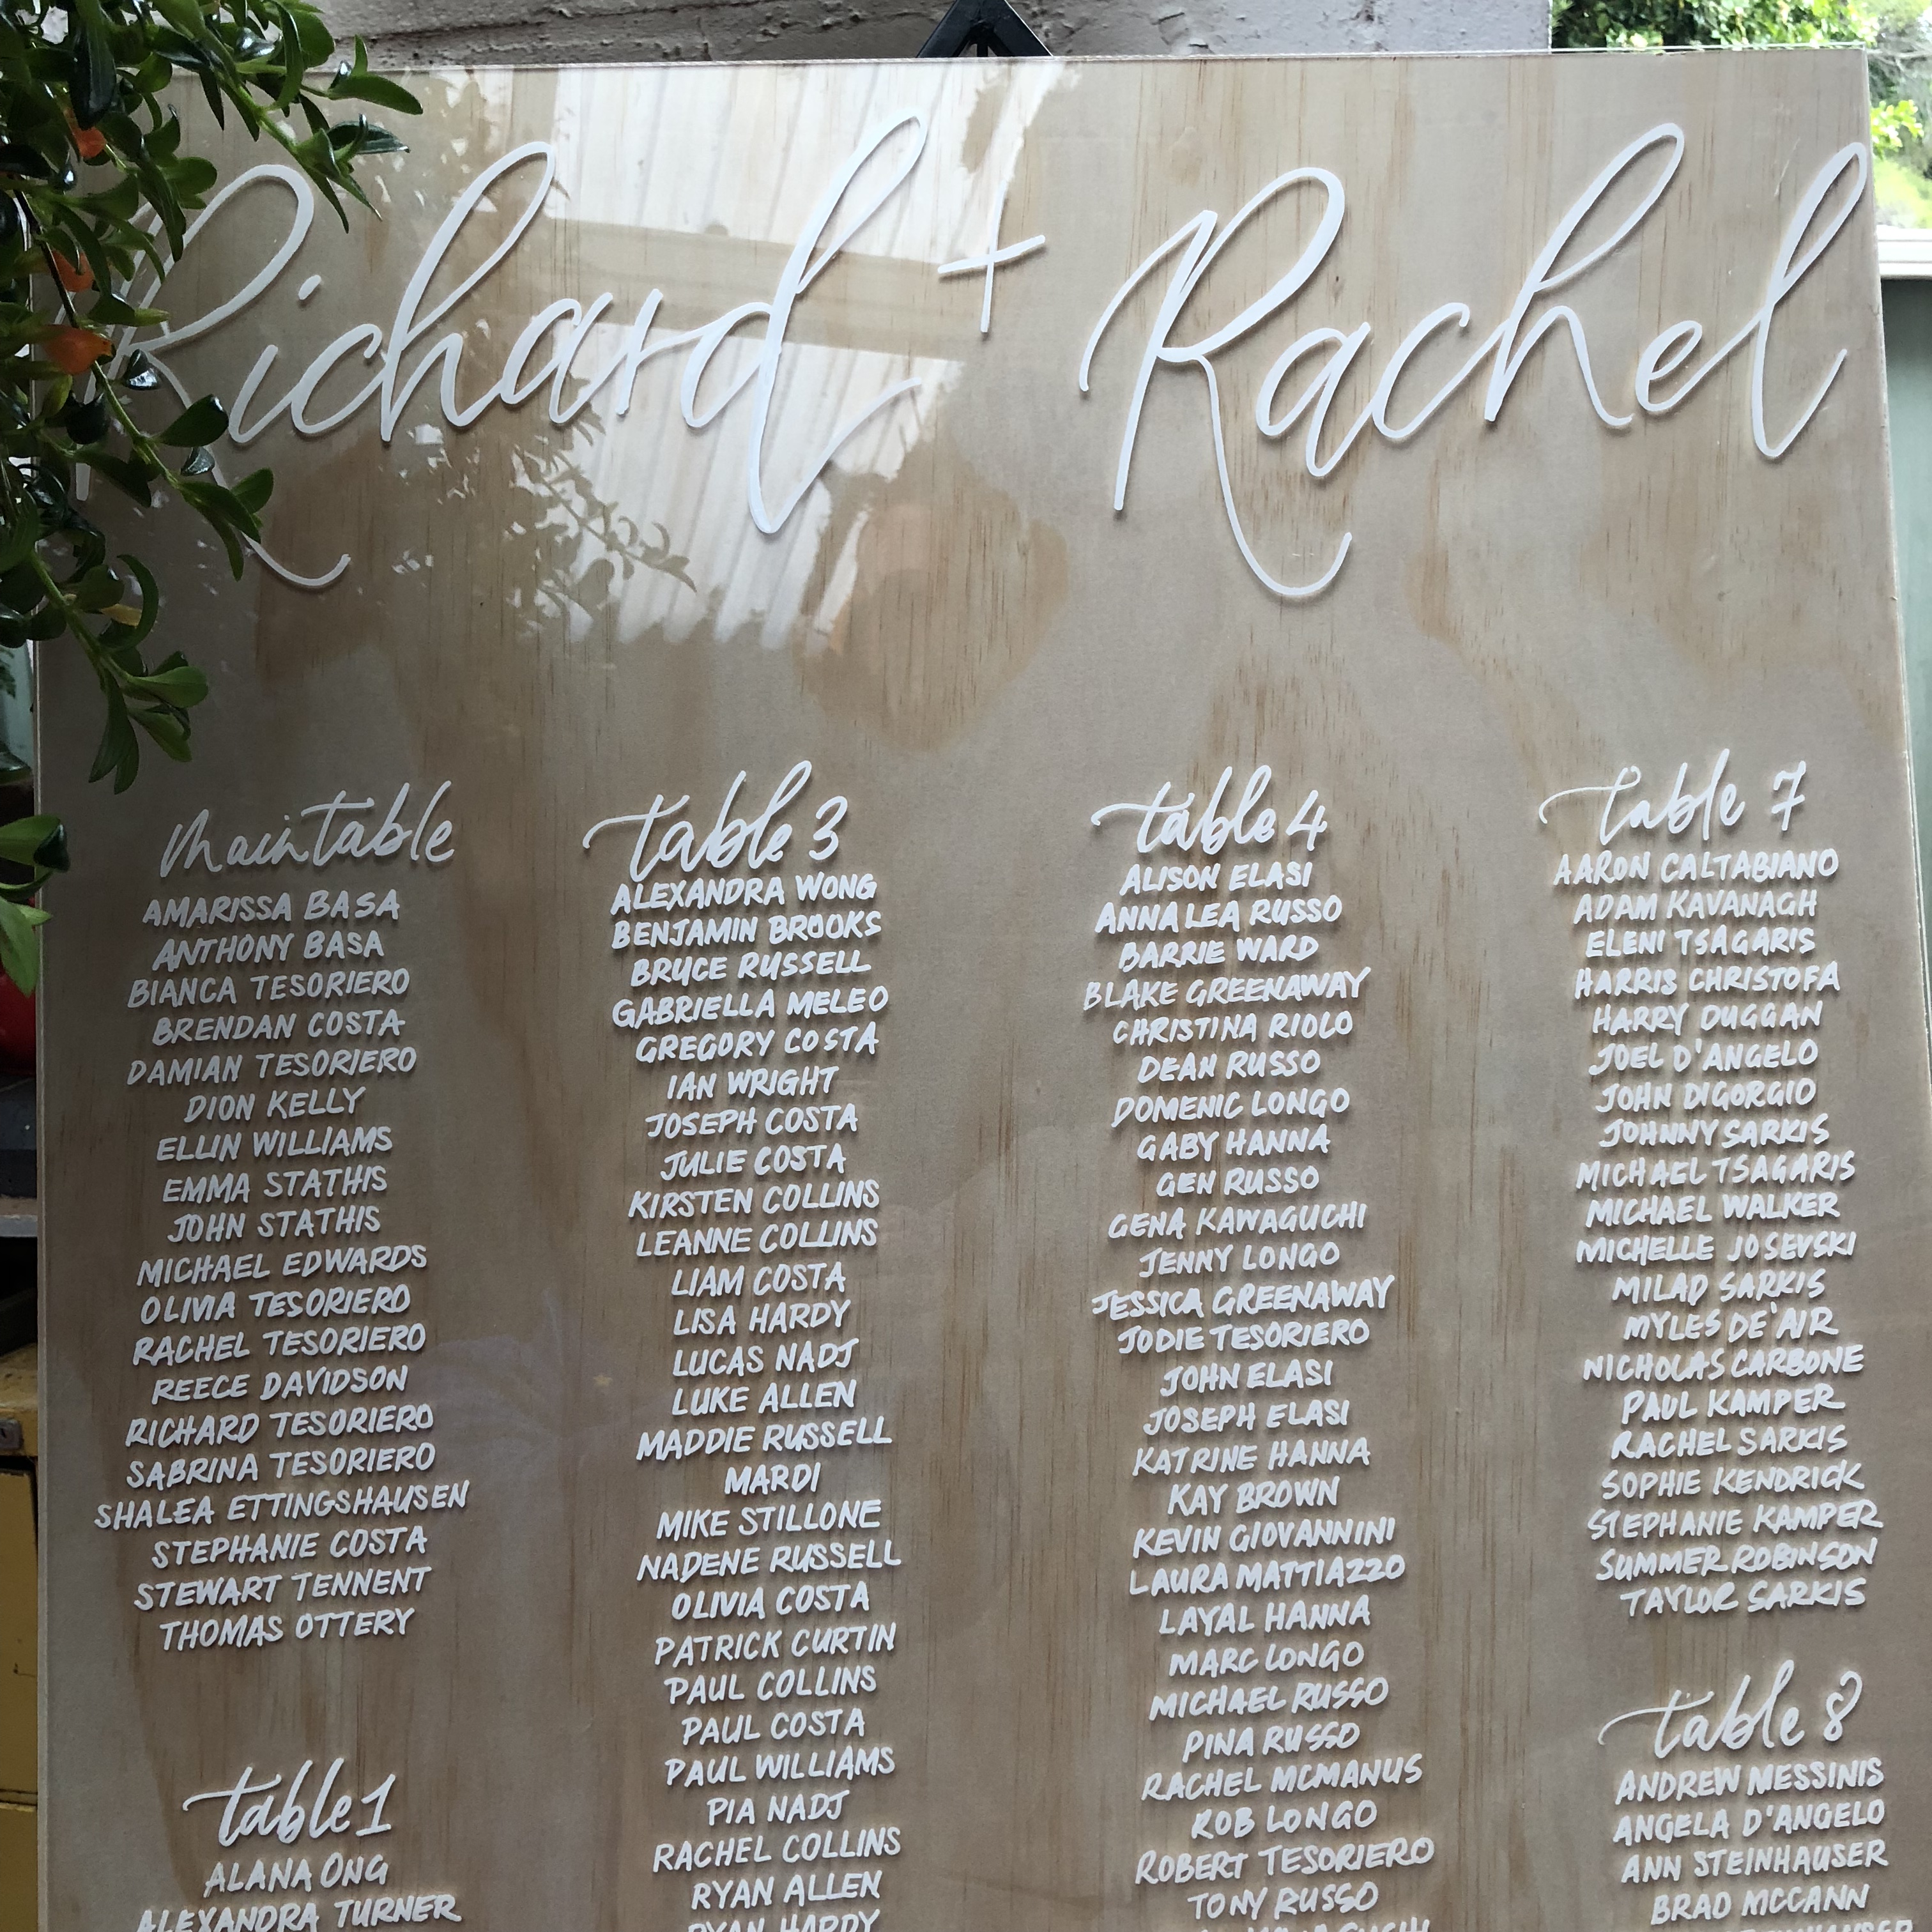 Richard + Rachel
Main table
AMARISSA BASA
ANTHONY BASA
BIANCA TESORIERO
BRENDAN COSTA
DAMIAN TESORIERO
DION KELLY
ELLIN WILLIAMS
EMMA STATHIS
JOHN STATHIS
MICHAEL EDWARDS
OLIVIA TESORIERO
RACHEL TESORIERO
REECE DAVIDSON
RICHARD TESORIERO
SABRINA TESORIERO
SHALEA ETTINGSHAUSEN
STEPHANIE COSTA
STEWART TENNENT
THOMAS OTTERY
table 1
ALANA ONG
ALEXANDRA TURNER
table 3
ALEXANDRA WONG
BENJAMIN BROOKS
BRUCE RUSSELL
GABRIELLA MELEO
GREGORY COSTA
IAN WRIGHT
JOSEPH COSTA
JULIE COSTA
KIRSTEN COLLINS
LEANNE COLLINS
LIAM COSTA
LISA HARDY
LUCAS NADJ
LUKE ALLEN
MADDIE RUSSELL
MARDI
MIKE STILLONE
NADENE RUSSELL
OLIVIA COSTA
PATRICK CURTIN
PAUL COLLINS
PAUL COSTA
PAUL WILLIAMS
PIA NADJ
RACHEL COLLINS
RYAN ALLEN
RYAN HARDY
table 4
ALISON ELASI
ANNALEA RUSSO
BARRIE WARD
BLAKE GREENAWAY
CHRISTINA RIOLO
DEAN RUSSO
DOMENIC LONGO
GABY HANNA
GEN RUSSO
GENA KAWAGUCHI
JENNY LONGO
JESSICA GREENAWAY
JODIE TESORIERO
JOHN ELASI
JOSEPH ELASI
KATRINE HANNA
KAY BROWN
KEVIN GIOVANNINI
LAURA MATTIAZZO
LAYAL HANNA
MARC LONGO
MICHAEL RUSSO
PINA RUSSO
RACHEL MCMANUS
ROB LONGO
ROBERT TESORIERO
TONY RUSSO
table 7
AARON CALTABIANO
ADAM KAVANAGH
ELENI TSAGARIS
HARRIS CHRISTOFA
HARRY DUGGAN
JOEL D'ANGELO
JOHN DIGORGIO
JOHNNY SARKIS
MICHAEL TSAGARIS
MICHAEL WALKER
MICHELLE JOSEVSKI
MILAD SARKIS
MYLES DE'AIR
NICHOLAS CARBONE
PAUL KAMPER
RACHEL SARKIS
SOPHIE KENDRICK
STEPHANIE KAMPER
SUMMER ROBINSON
TAYLOR SARKIS
table 8
ANDREW MESSINIS
ANGELA D'ANGELO
ANN STEINHAUSER
BRAD MCCANN